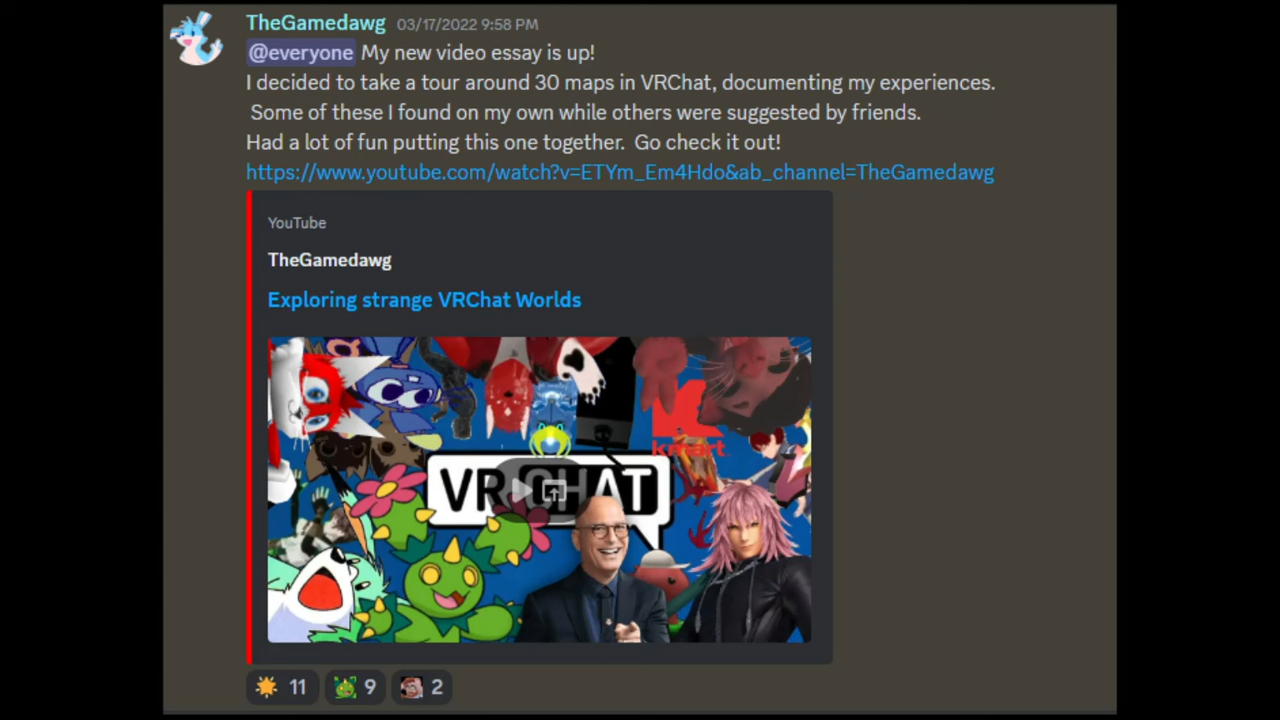 TheGamedawg 03/17/2022 9:58 PM
@everyone My new video essay is up!
I decided to take a tour around 30 maps in VRChat, documenting my experiences.
Some of these I found on my own while others were suggested by friends.
Had a lot of fun putting this one together.  Go check it out!
https://www.youtube.com/watch?v=ETYm_Em4Hdo&ab_channel=TheGamedawg
YouTube
TheGamedawg
Exploring strange VRChat Worlds
kmart
VRCHAT
11 9 2